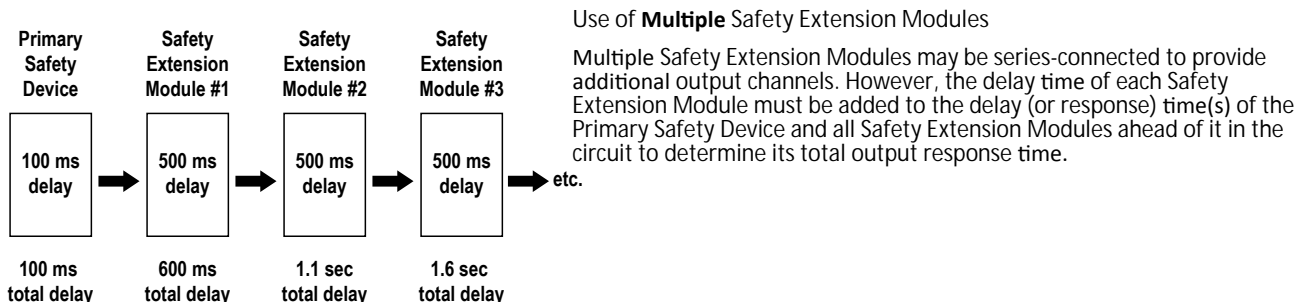 Primary
Safety
Device
Safety
Extension
Module #1
Safety
Extension
Module #2
Safety
Extension
Module #3
100 ms
delay
500 ms
delay
500 ms
delay
500 ms
delay
etc.
100 ms
total delay
600 ms
total delay
1.1 sec
total delay
1.6 sec
total delay
Use of Multiple Safety Extension Modules
Multiple Safety Extension Modules may be series-connected to provide
additional output channels. However, the delay time of each Safety
Extension Module must be added to the delay (or response) time(s) of the
Primary Safety Device and all Safety Extension Modules ahead of it in the
circuit to determine its total output response time.